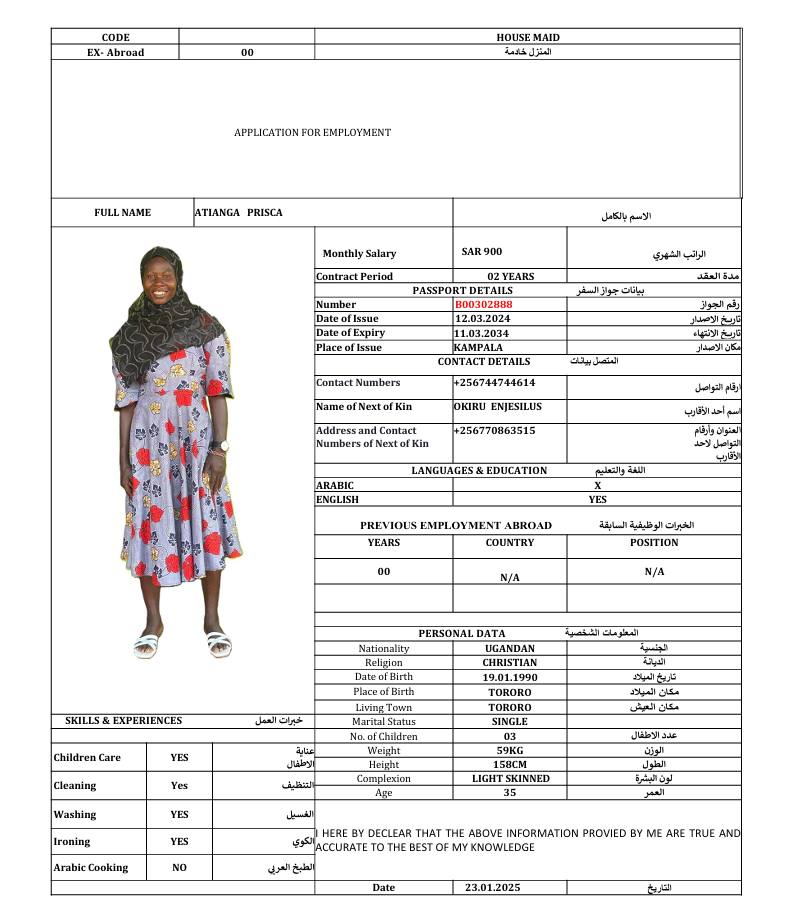 CODE HOUSE MAID
EX- Abroad 00 المنزل خادمة
APPLICATION FOR EMPLOYMENT
FULL NAME ATIANGA PRISCA الاسم بالكامل
Monthly Salary SAR 900 الراتب الشهري
Contract Period 02 YEARS مدة العقد
PASSPORT DETAILS بيانات جواز السفر
Number B00302888 رقم الجواز
Date of Issue 12.03.2024 تاريخ الاصدار
Date of Expiry 11.03.2034 تاريخ الانتهاء
Place of Issue KAMPALA مكان الاصدار
CONTACT DETAILS المتصل بيانات
Contact Numbers +256744744614 ارقام التواصل
Name of Next of Kin OKIRU ENJESILUS اسم أحد الأقارب
Address and Contact +256770863515 العنوان وأرقام
Numbers of Next of Kin التواصل لاحد
الأقارب
LANGUAGES & EDUCATION اللغة والتعليم
ARABIC X
ENGLISH YES
PREVIOUS EMPLOYMENT ABROAD الخبرات الوظيفية السابقة
YEARS COUNTRY POSITION
00 N/A N/A
PERSONAL DATA المعلومات الشخصية
Nationality UGANDAN الجنسية
Religion CHRISTIAN الديانة
Date of Birth 19.01.1990 تاريخ الميلاد
Place of Birth TORORO مكان الميلاد
Living Town TORORO مكان العيش
Marital Status SINGLE
No. of Children 03 عدد الاطفال
Weight 59KG الوزن
Height 158CM الطول
Complexion LIGHT SKINNED لون البشرة
Age 35 العمر
SKILLS & EXPERIENCES خبرات العمل
Children Care YES عناية
الاطفال
Cleaning Yes التنظيف
Washing YES الغسيل
Ironing YES الكوي
Arabic Cooking NO الطبخ العربي
I HERE BY DECLEAR THAT THE ABOVE INFORMATION PROVIED BY ME ARE TRUE AND
ACCURATE TO THE BEST OF MY KNOWLEDGE
Date 23.01.2025 التاريخ